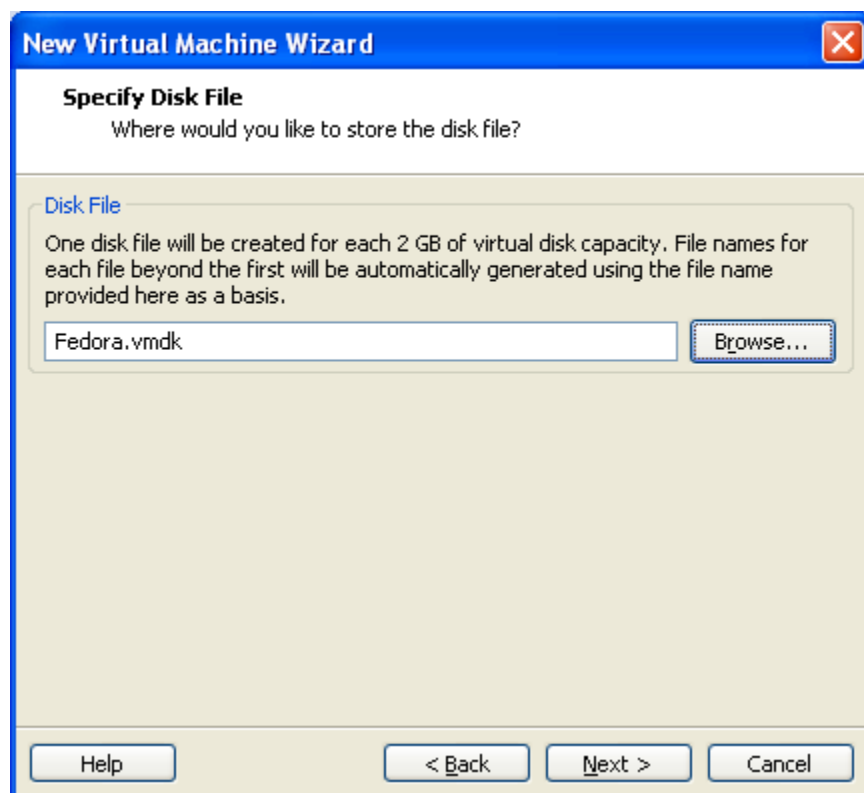 New Virtual Machine Wizard
Specify Disk File
Where would you like to store the disk file?
Disk File
One disk file will be created for each 2 GB of virtual disk capacity. File names for
each file beyond the first will be automatically generated using the file name
provided here as a basis.
Fedora.vmdk
Browse...
Help
< Back
Next >
Cancel